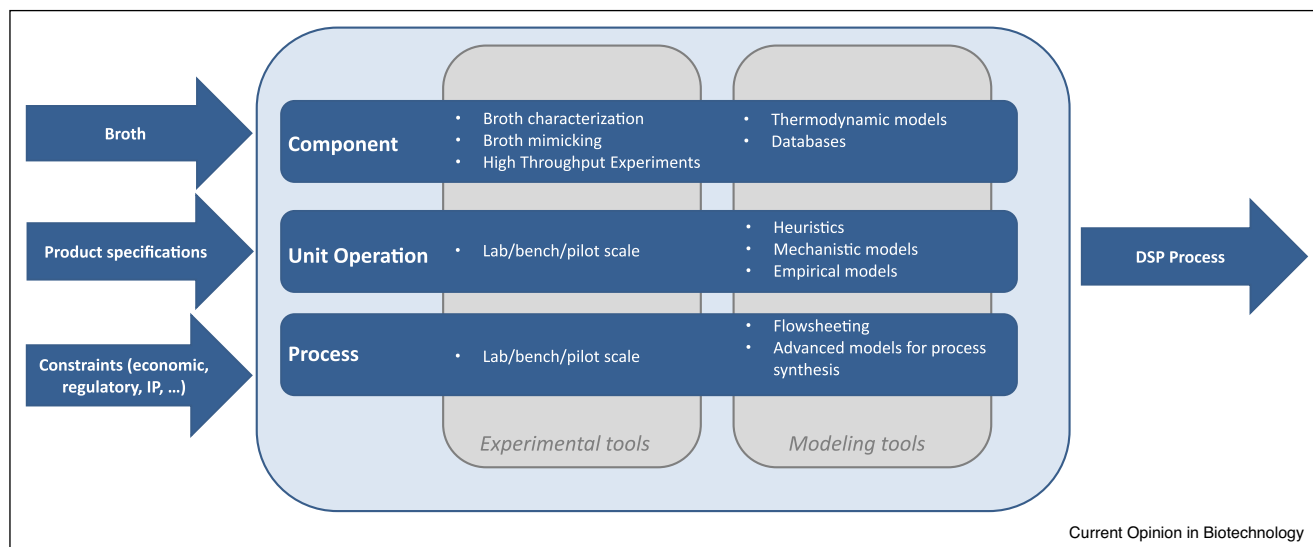 Broth
Product specifications
Constraints (economic,
regulatory, IP, ...)
Component
• Broth characterization
• Broth mimicking
• High Throughput Experiments
• Thermodynamic models
• Databases
Unit Operation
• Lab/bench/pilot scale
• Heuristics
• Mechanistic models
• Empirical models
Process
• Lab/bench/pilot scale
• Flowsheeting
• Advanced models for process
synthesis
Experimental tools
Modeling tools
DSP Process
Current Opinion in Biotechnology